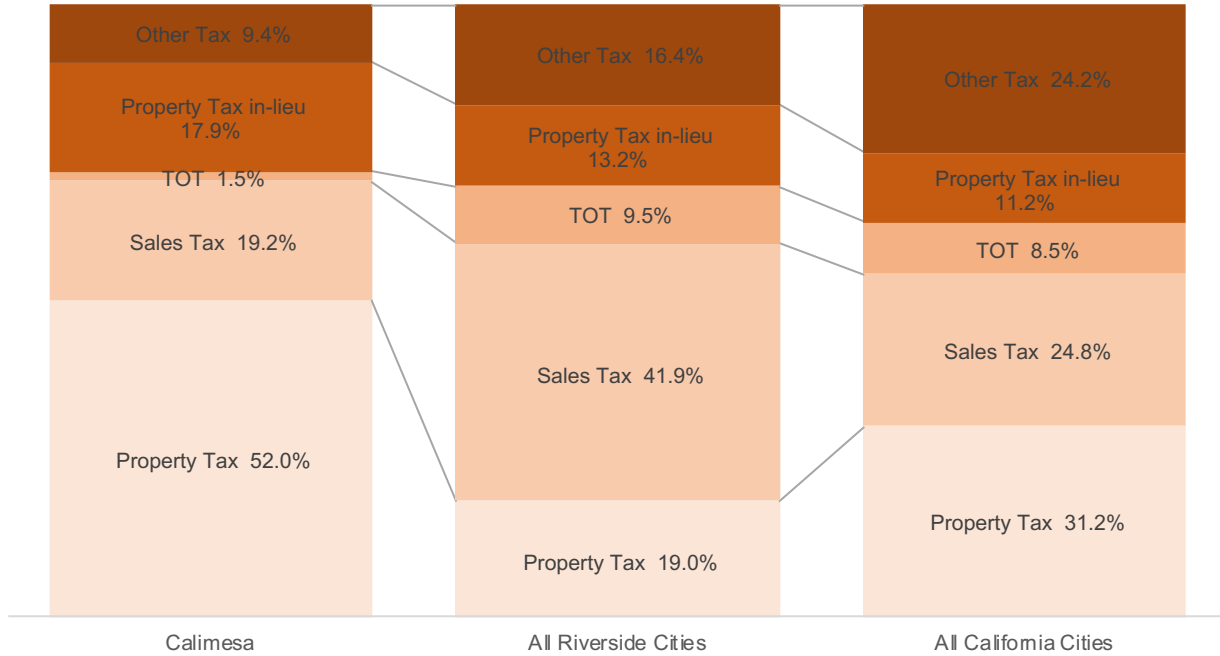 Other Tax 9.4%
Property Tax in-lieu
17.9%
TOT 1.5%
Sales Tax 19.2%
Property Tax 52.0%
Other Tax 16.4%
Property Tax in-lieu
13.2%
TOT 9.5%
Sales Tax 41.9%
Property Tax 19.0%
Other Tax 24.2%
Property Tax in-lieu
11.2%
TOT 8.5%
Sales Tax 24.8%
Property Tax 31.2%
Calimesa
All Riverside Cities
All California Cities